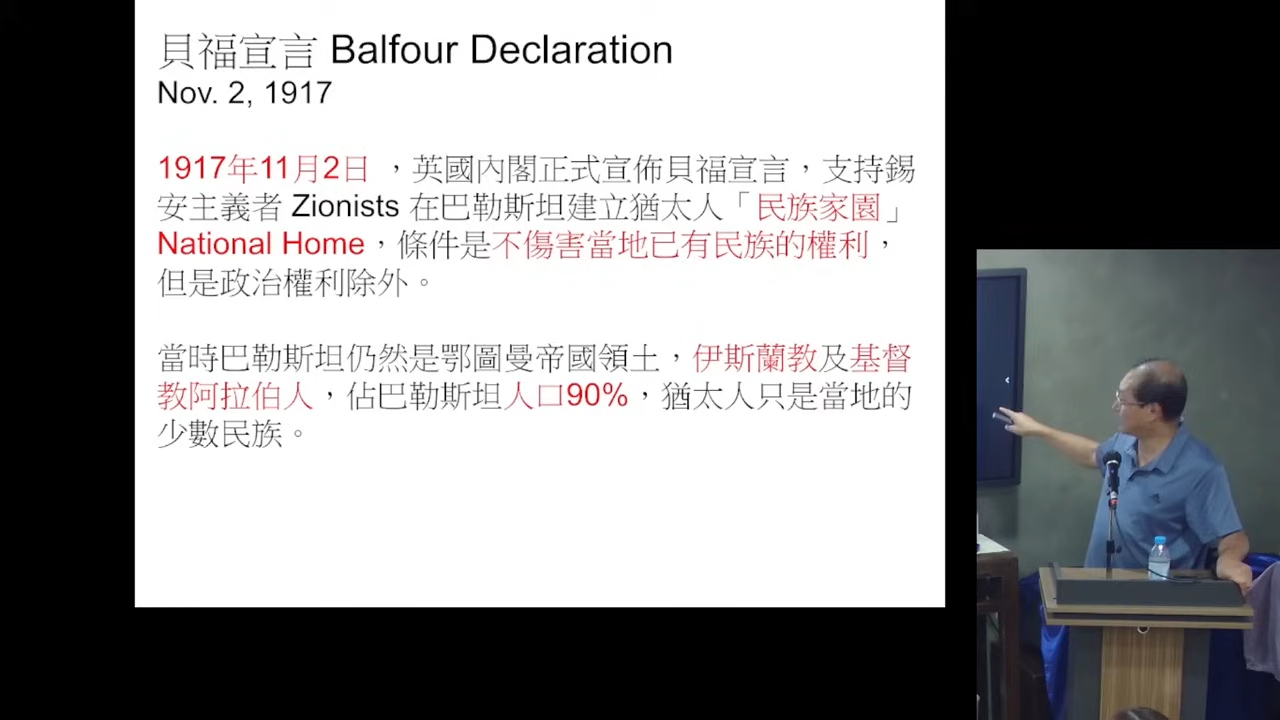 貝福宣言 Balfour Declaration
Nov. 2, 1917
1917年11月2日，英國內閣正式宣佈貝福宣言，支持錫
安主義者 Zionists 在巴勒斯坦建立猶太人「民族家園」
National Home，條件是不傷害當地已有民族的權利，
但是政治權利除外。
當時巴勒斯坦仍然是鄂圖曼帝國領土，伊斯蘭教及基督
教阿拉伯人，佔巴勒斯坦人口90%，猶太人只是當地的
少數民族。